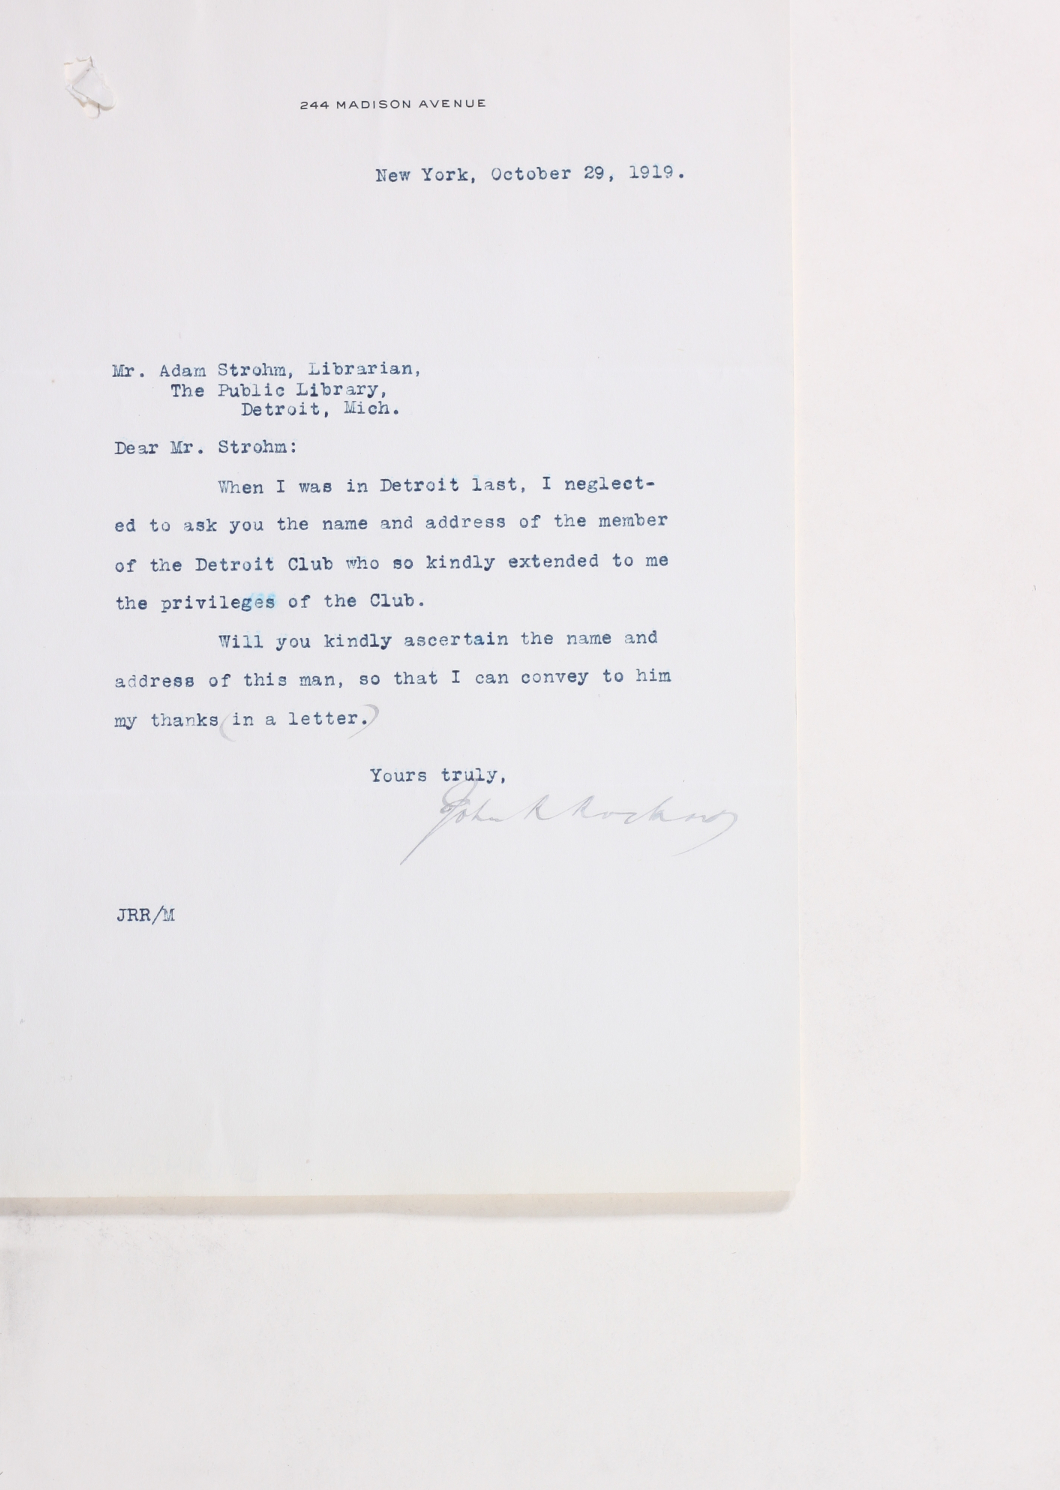 244 MADISON AVENUE
New York, October 29, 1919.
Mr. Adam Strohm, Librarian,
The Public Library,
Detroit, Mich.
Dear Mr. Strohm:
When I was in Detroit last, I neglect-
ed to ask you the name and address of the member
of the Detroit Club who so kindly extended to me
the privileges of the Club.
Will you kindly ascertain the name and
address of this man, so that I can convey to him
my thanks (in a letter.)
Yours truly,
John R
JRR/M